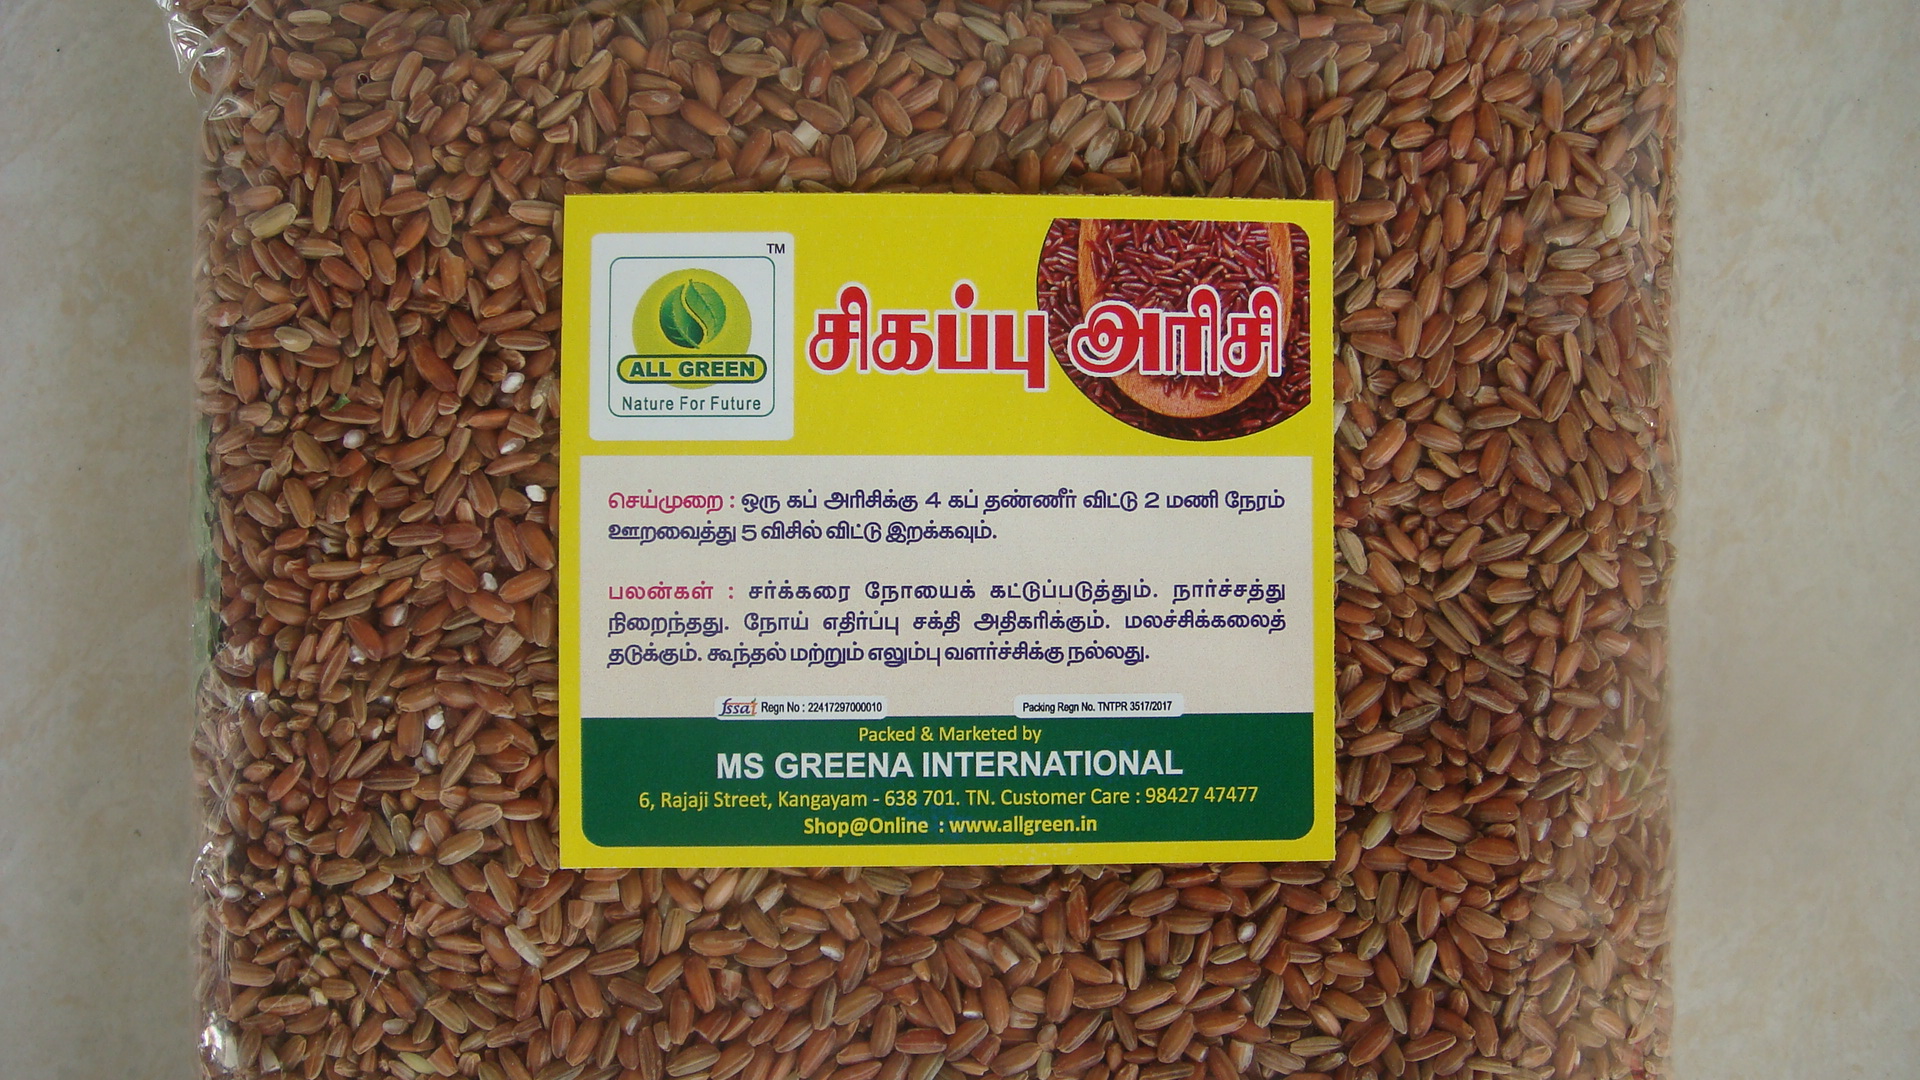 TM
ALL GREEN
Nature For Future
சிகப்பு அரிசி
செய்முறை : ஒரு கப் அரிசிக்கு 4 கப் தண்ணீர் விட்டு 2 மணி நேரம்
ஊறவைத்து 5 விசில் விட்டு இறக்கவும்.
பலன்கள் : சர்க்கரை நோயைக் கட்டுப்படுத்தும். நார்ச்சத்து
நிறைந்தது. நோய் எதிர்ப்பு சக்தி அதிகரிக்கும். மலச்சிக்கலைத்
தடுக்கும். கூந்தல் மற்றும் எலும்பு வளர்ச்சிக்கு நல்லது.
fssai Regn No : 22417297000010
Packing Regn No. TNTPR 3517/2017
Packed & Marketed by
MS GREENA INTERNATIONAL
6, Rajaji Street, Kangayam - 638 701. TN. Customer Care : 98427 47477
Shop@Online : www.allgreen.in